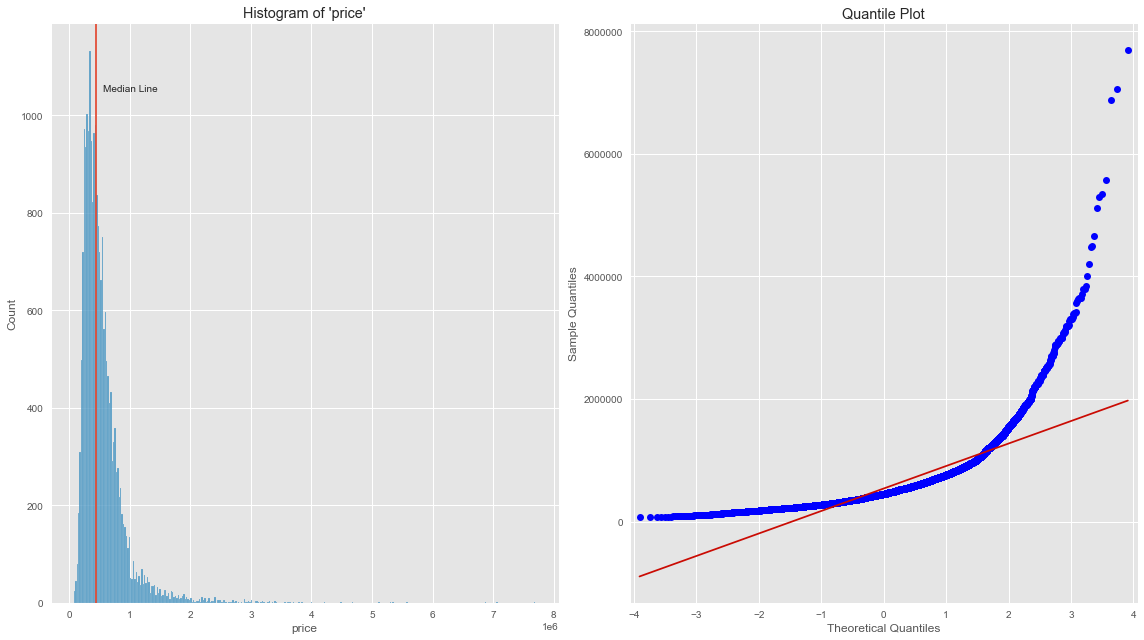 Histogram of 'price'
Median Line
Count
1000
800
600
400
200
0
0 1 2 3 4 5 6 7 8
1e6
price
Quantile Plot
Sample Quantiles
8000000
6000000
4000000
2000000
0
−4 −3 −2 −1 0 1 2 3 4
Theoretical Quantiles